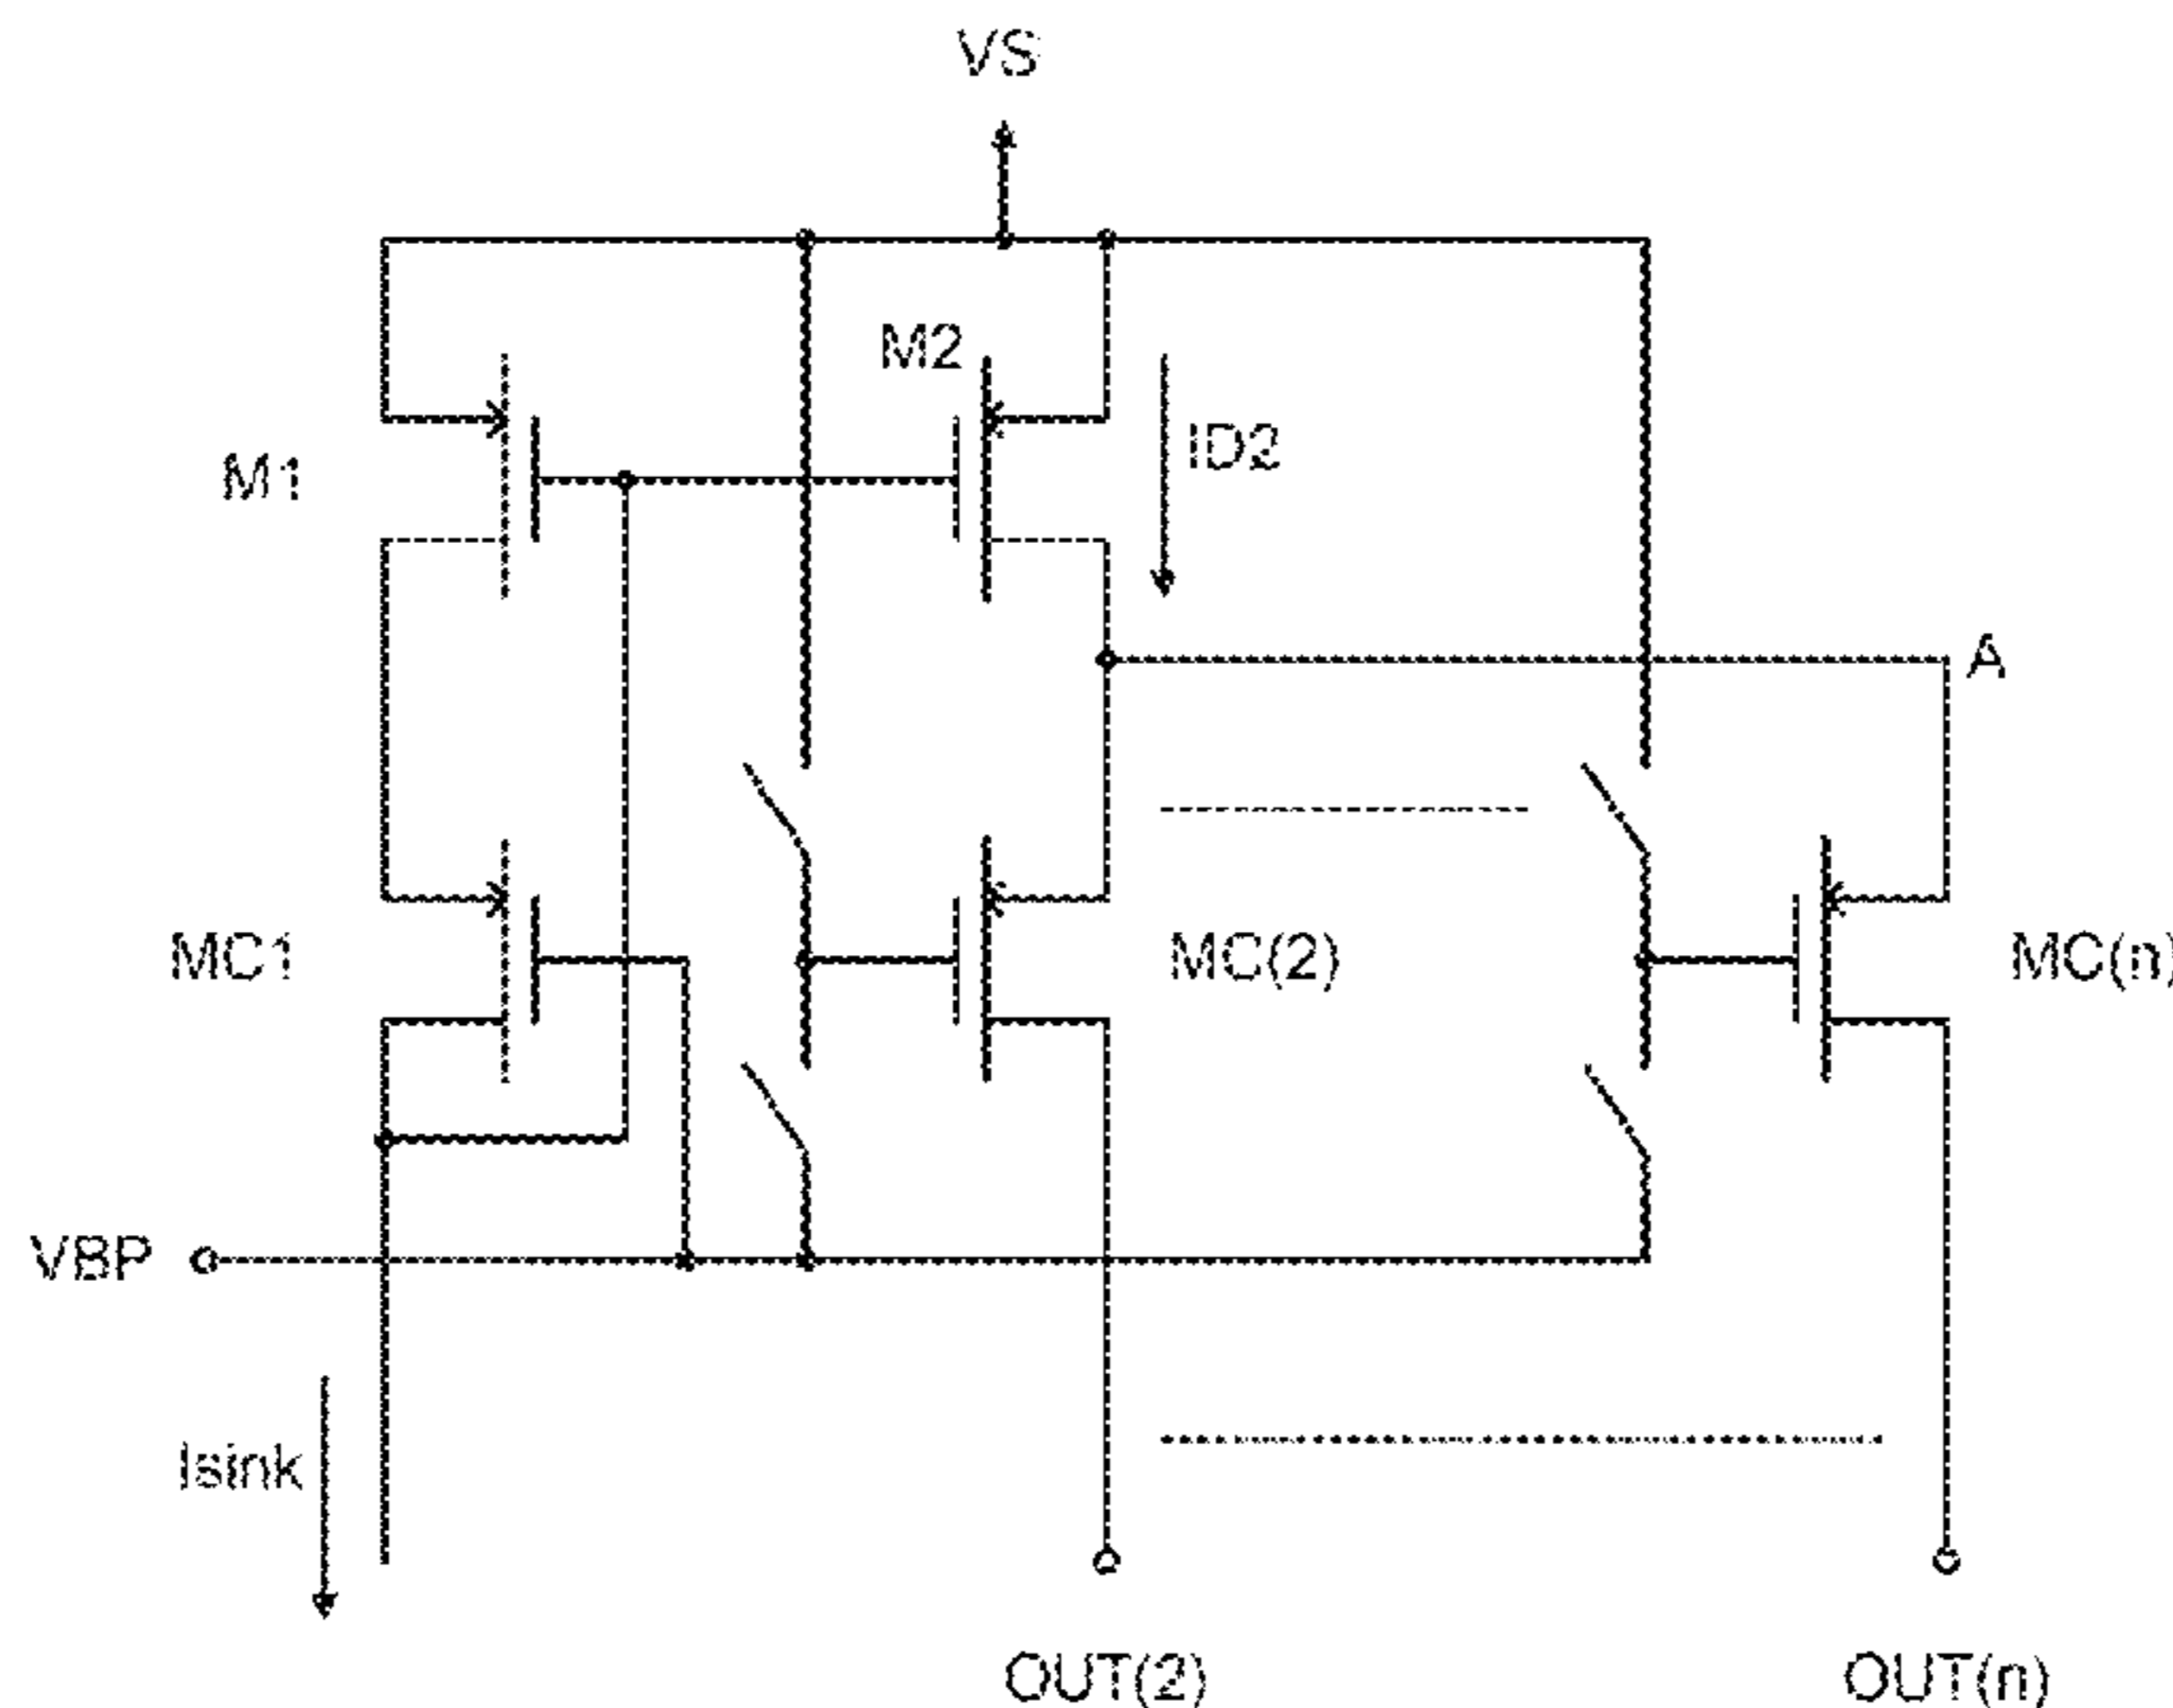 VS
M2
M1
ID2
A
MC1
MC(2)
MC(n)
VBP
Isink
OUT(2)
OUT(n)